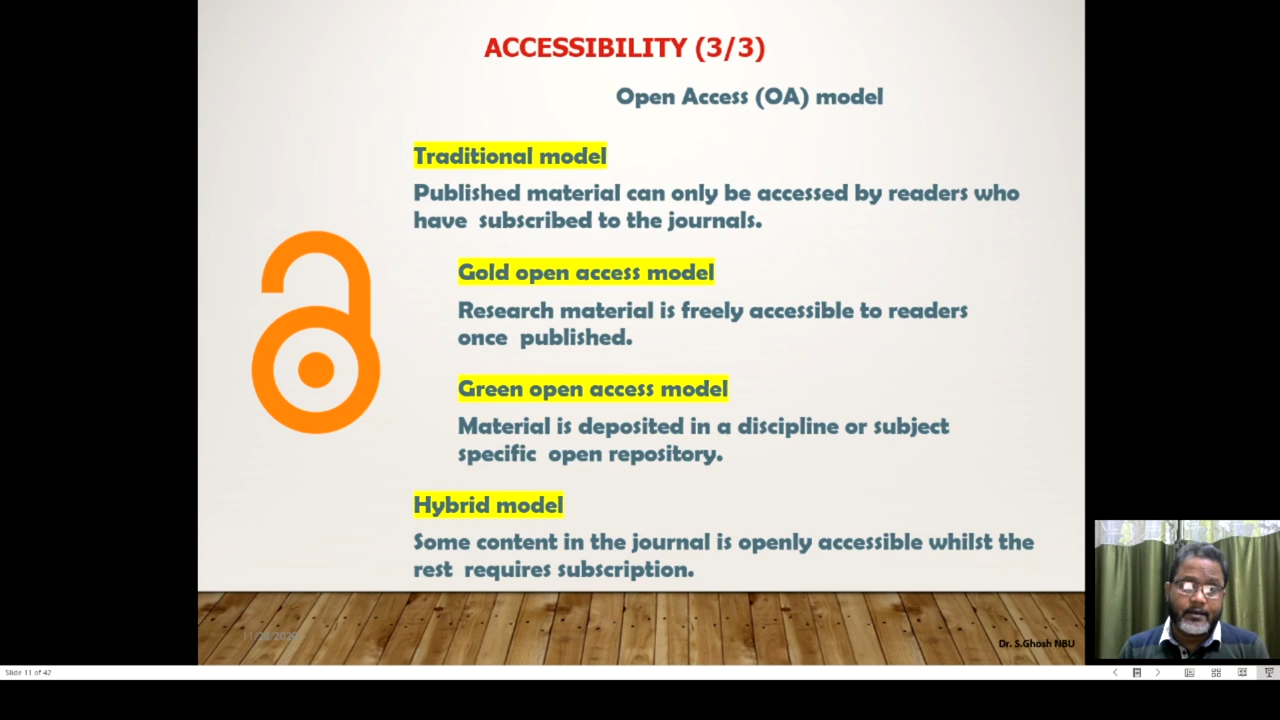 ACCESSIBILITY (3/3)
Open Access (OA) model
Traditional model
Published material can only be accessed by readers who
have subscribed to the journals.
Gold open access model
Research material is freely accessible to readers
once published.
Green open access model
Material is deposited in a discipline or subject
specific open repository.
Hybrid model
Some content in the journal is openly accessible whilst the
rest requires subscription.
Dr. S.Ghosh NBU
Slide 11 of 42